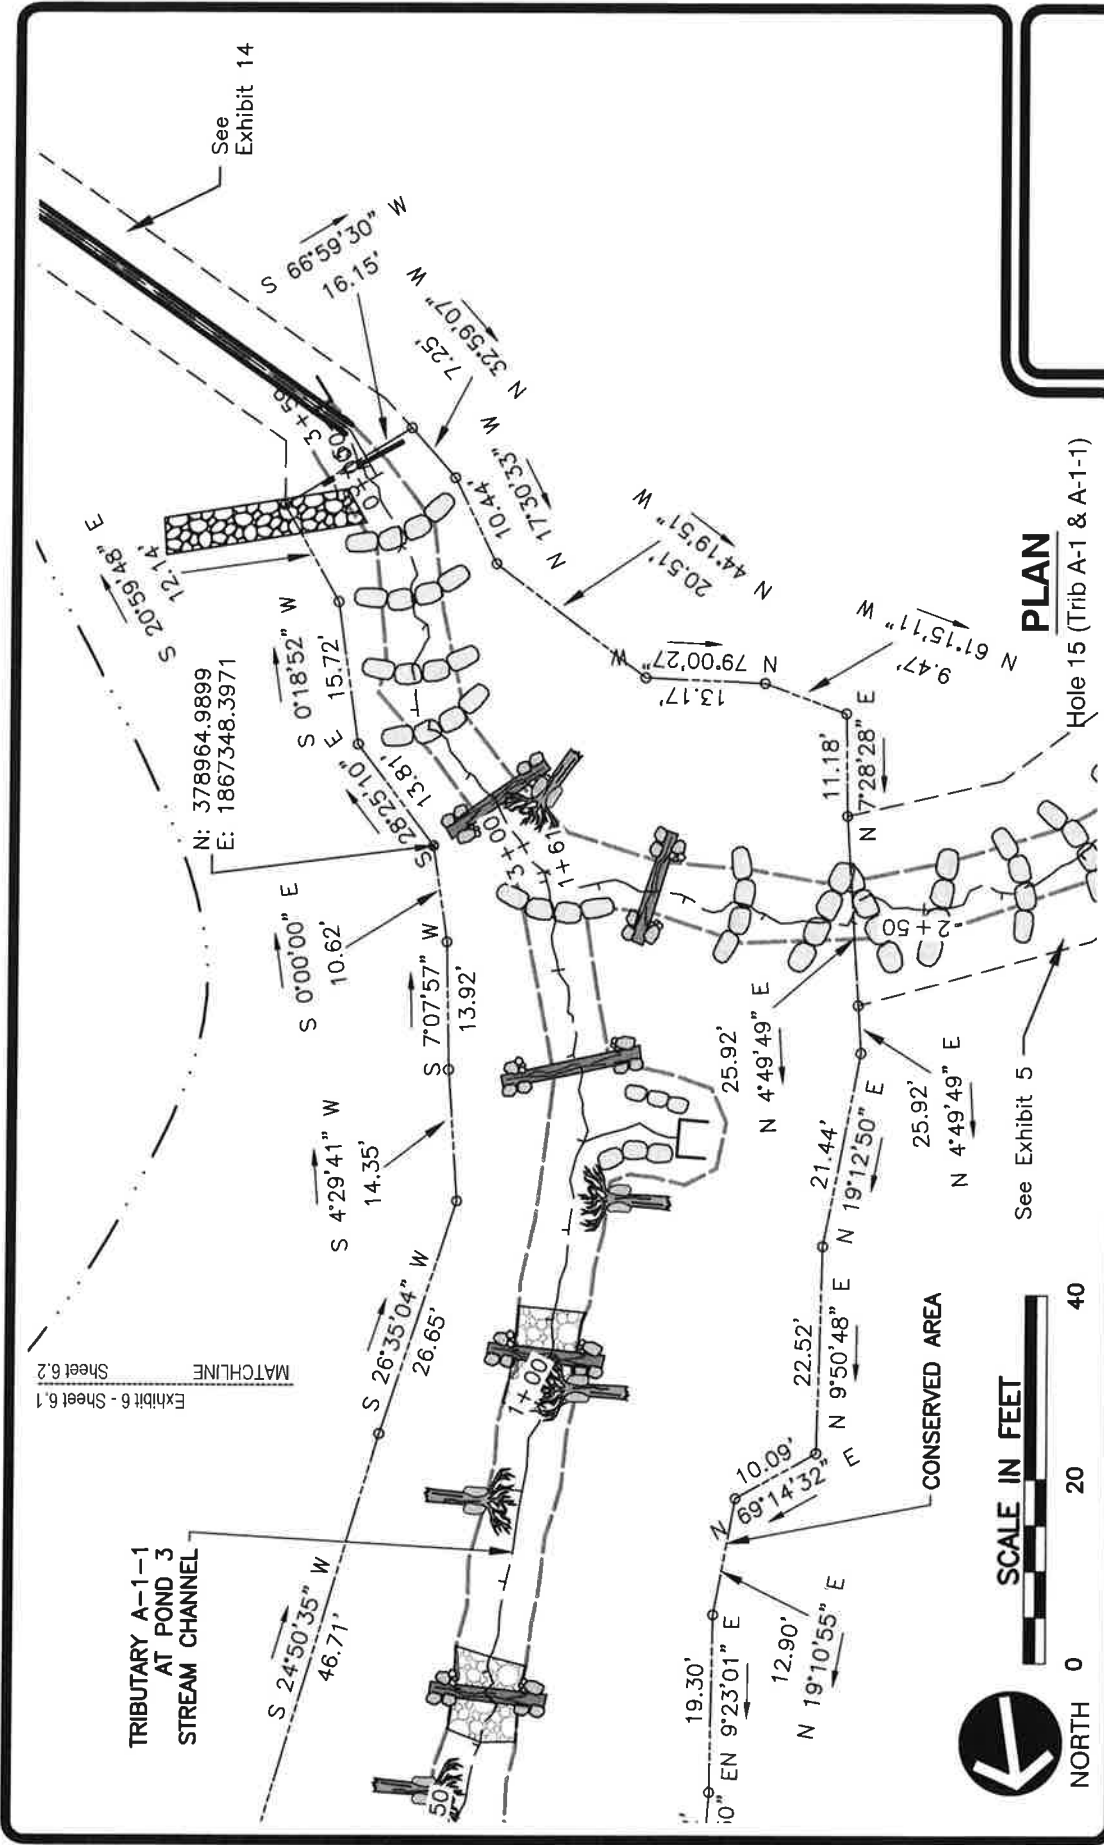 See
Exhibit 14
S 66°59'30" W
16.15'
N 32°59'07" W
7.25'
N 17°30'33" W
10.44'
N 44°19'51" W
20.51'
N 79°00'27" W
13.17'
N 61°15'11" W
9.47'
N 7°28'28" E
11.18'
3+59
3+50
S 20°59'48" E
12.14'
S 0°18'52" W
15.72'
N: 378964.9899
E: 1867348.3971
S 28°25'10" E
13.81'
S 0°00'00" E
10.62'
S 7°07'57" W
13.92'
S 4°29'41" W
14.35'
S 26°35'04" W
26.65'
S 24°50'35" W
46.71'
3+00
1+61
2+50
1+00
50
MATCHLINE
Sheet 6.2
Exhibit 6 - Sheet 6.1
TRIBUTARY A-1-1
AT POND 3
STREAM CHANNEL
25.92'
N 4°49'49" E
25.92'
N 4°49'49" E
21.44'
N 19°12'50" E
22.52'
N 9°50'48" E
10.09'
N 69°14'32" E
12.90'
N 19°10'55" E
19.30'
N 9°23'01" E
0" E
See Exhibit 5
CONSERVED AREA
PLAN
Hole 15 (Trib A-1 & A-1-1)
SCALE IN FEET
0 20 40
NORTH